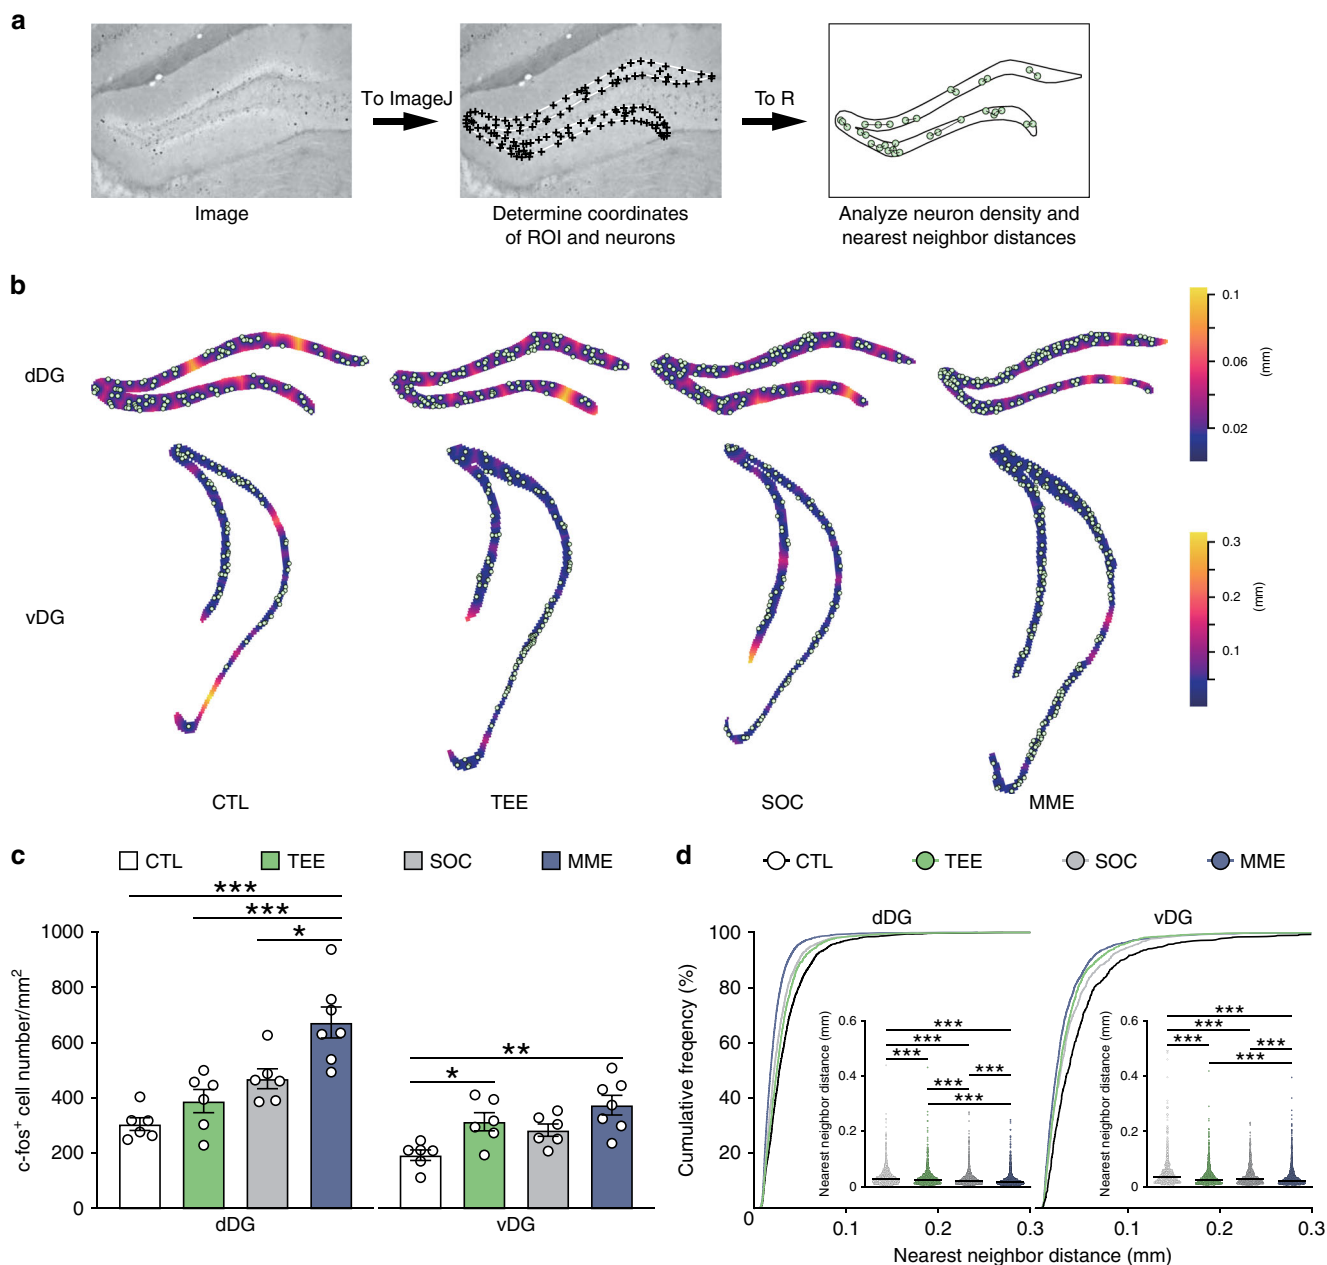 a
To ImageJ
To R
Image
Determine coordinates
of ROI and neurons
Analyze neuron density and
nearest neighbor distances
b
dDG
0.1
0.06
0.02
(mm)
vDG
0.3
0.2
0.1
(mm)
CTL
TEE
SOC
MME
c
CTL
TEE
SOC
MME
***
***
*
1000
800
600
400
200
0
c-fos⁺ cell number/mm²
*
**
dDG
vDG
d
CTL
TEE
SOC
MME
dDG
vDG
100
80
60
40
20
0
Cumulative freqency (%)
0.6
0.4
0.2
0
Nearest neighbor distance (mm)
***
***
***
***
***
***
0.6
0.4
0.2
0
Nearest neighbor distance (mm)
***
***
***
***
***
0.1
0.2
0.3
0.1
0.2
0.3
Nearest neighbor distance (mm)